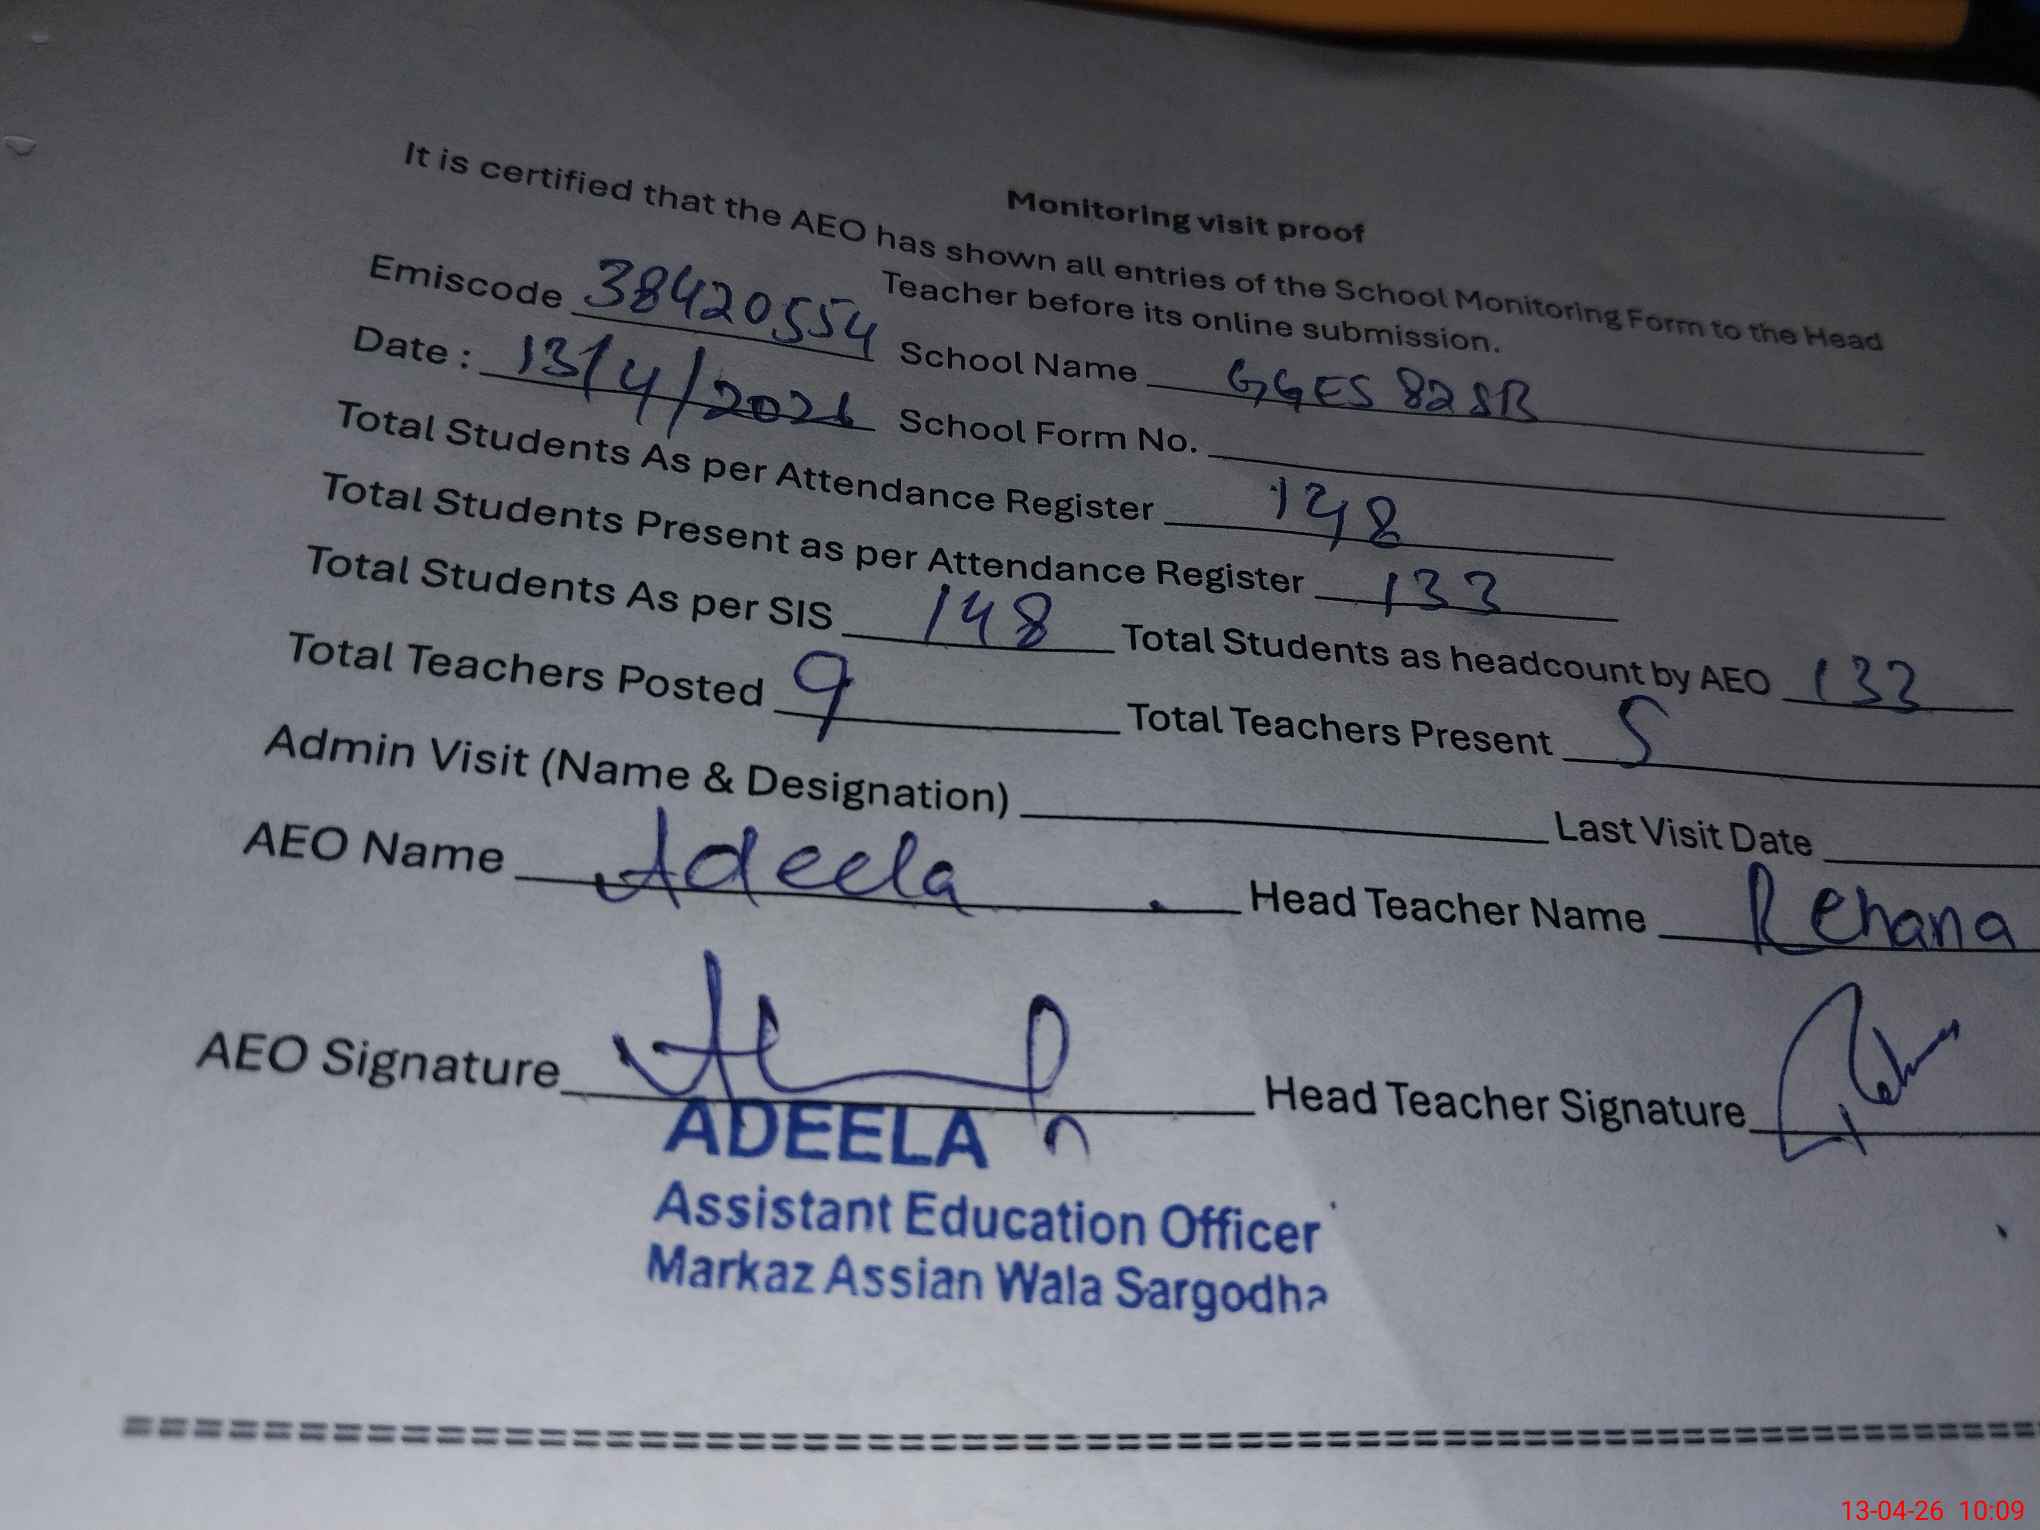 Monitoring visit proof
It is certified that the AEO has shown all entries of the School Monitoring Form to the Head
Teacher before its online submission.
Emiscode 38420554 School Name GGES 82 SB
Date : 13/4/2026 School Form No.
Total Students As per Attendance Register 148
Total Students Present as per Attendance Register 133
Total Students As per SIS 148 Total Students as headcount by AEO 133
Total Teachers Posted 9 Total Teachers Present 5
Admin Visit (Name & Designation) Last Visit Date
AEO Name Adeela Head Teacher Name Rehana
AEO Signature Head Teacher Signature
ADEELA
Assistant Education Officer
Markaz Assian Wala Sargodha
================================================
13-04-26 10:09